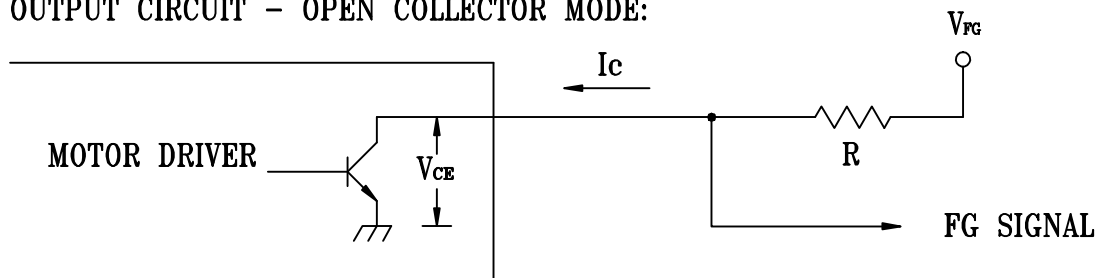 OUTPUT CIRCUIT - OPEN COLLECTOR MODE:
VFG
Ic
MOTOR DRIVER
VCE
R
FG SIGNAL